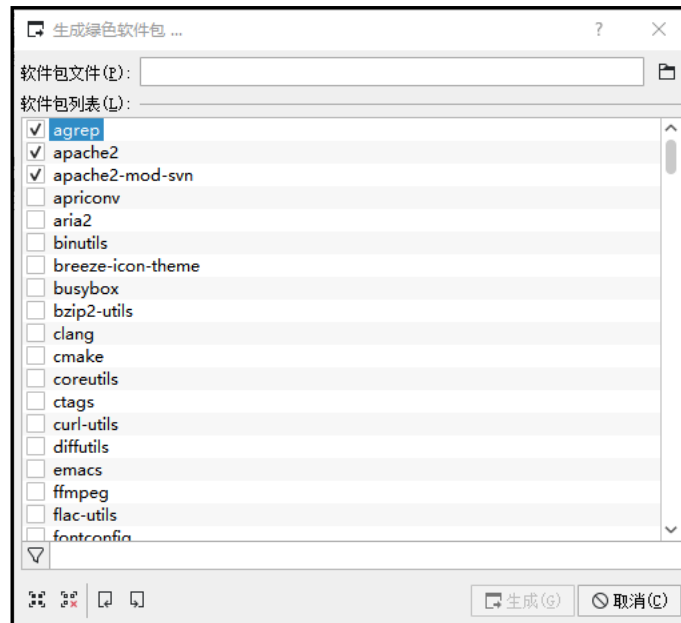 生成绿色软件包 ...
软件包文件(P):
软件包列表(L):
agrep
apache2
apache2-mod-svn
apriconv
aria2
binutils
breeze-icon-theme
busybox
bzip2-utils
clang
cmake
coreutils
ctags
curl-utils
diffutils
emacs
ffmpeg
flac-utils
fontconfig
生成(G) 取消(C)